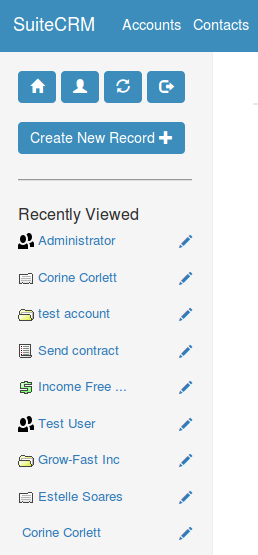 SuiteCRM Accounts Contacts
Create New Record
Recently Viewed
Administrator
Corine Corlett
test account
Send contract
Income Free ...
Test User
Grow-Fast Inc
Estelle Soares
Corine Corlett